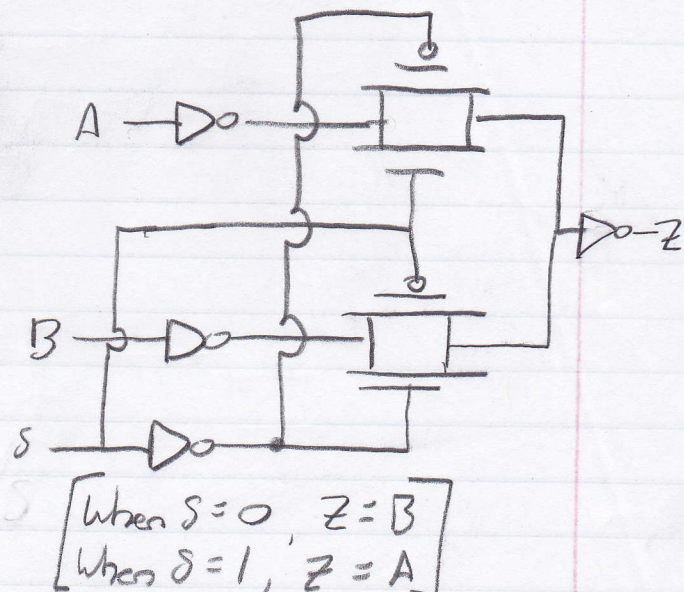 A
Z
B
S
[When S=0, Z=B
When S=1, Z=A]